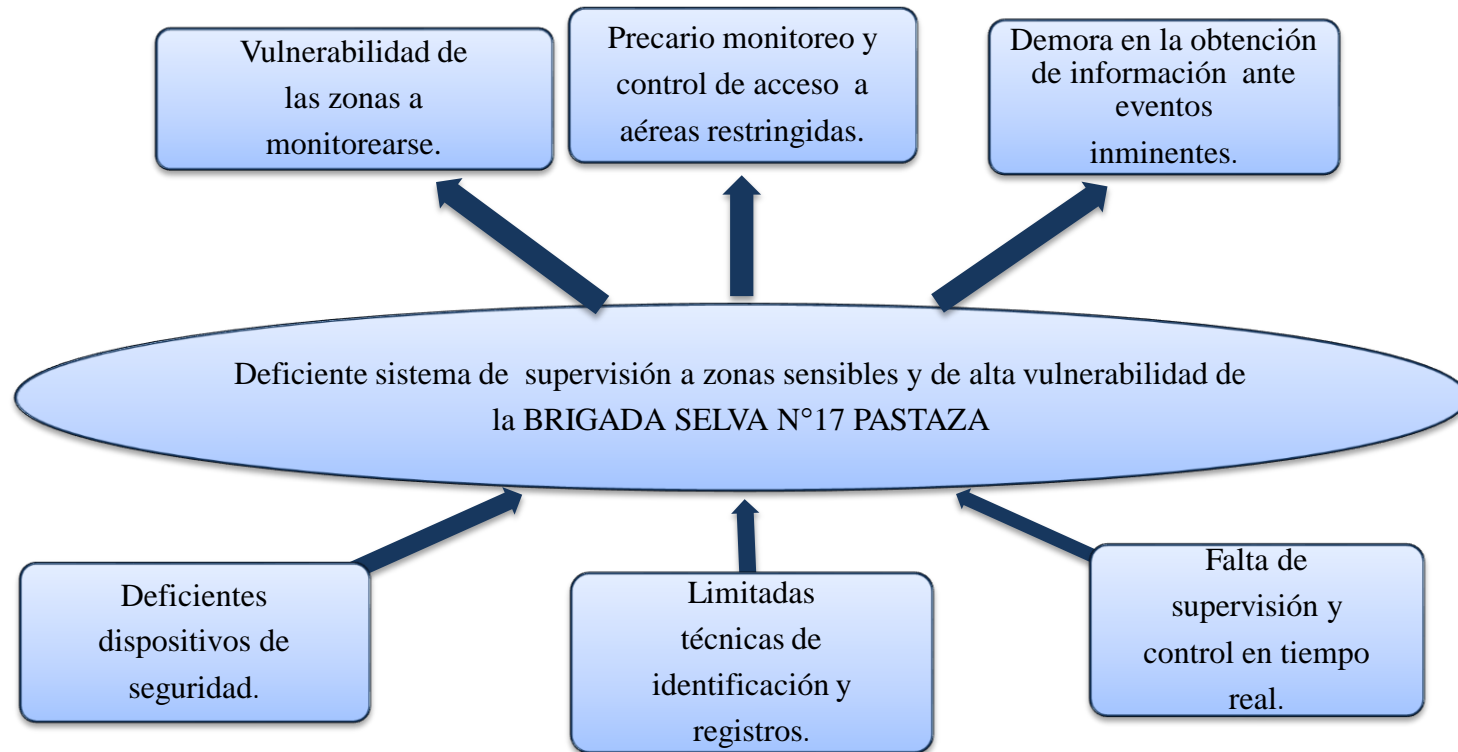 Vulnerabilidad de
las zonas a
monitorearse.
Precario monitoreo y
control de acceso a
aéreas restringidas.
Demora en la obtención
de información ante
eventos
inminentes.
Deficiente sistema de supervisión a zonas sensibles y de alta vulnerabilidad de
la BRIGADA SELVA N°17 PASTAZA
Deficientes
dispositivos de
seguridad.
Limitadas
técnicas de
identificación y
registros.
Falta de
supervisión y
control en tiempo
real.